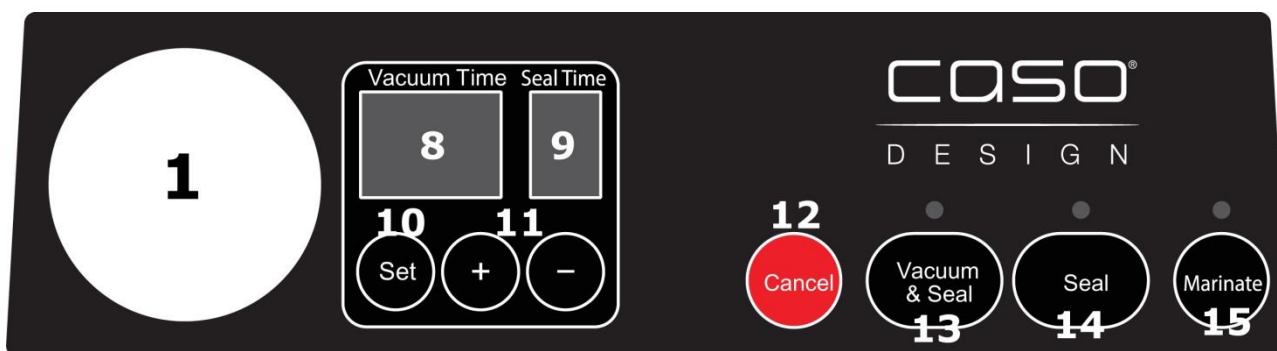 1
Vacuum Time Seal Time
8 9
10 11
Set + −
caso®
DESIGN
12
Cancel
Vacuum
& Seal
13
Seal
14
Marinate
15